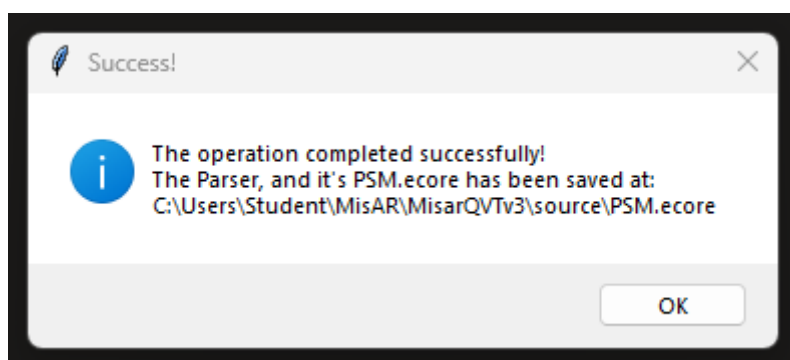 Success!
The operation completed successfully!
The Parser, and it's PSM.ecore has been saved at:
C:\Users\Student\MisAR\MisarQVTv3\source\PSM.ecore
OK